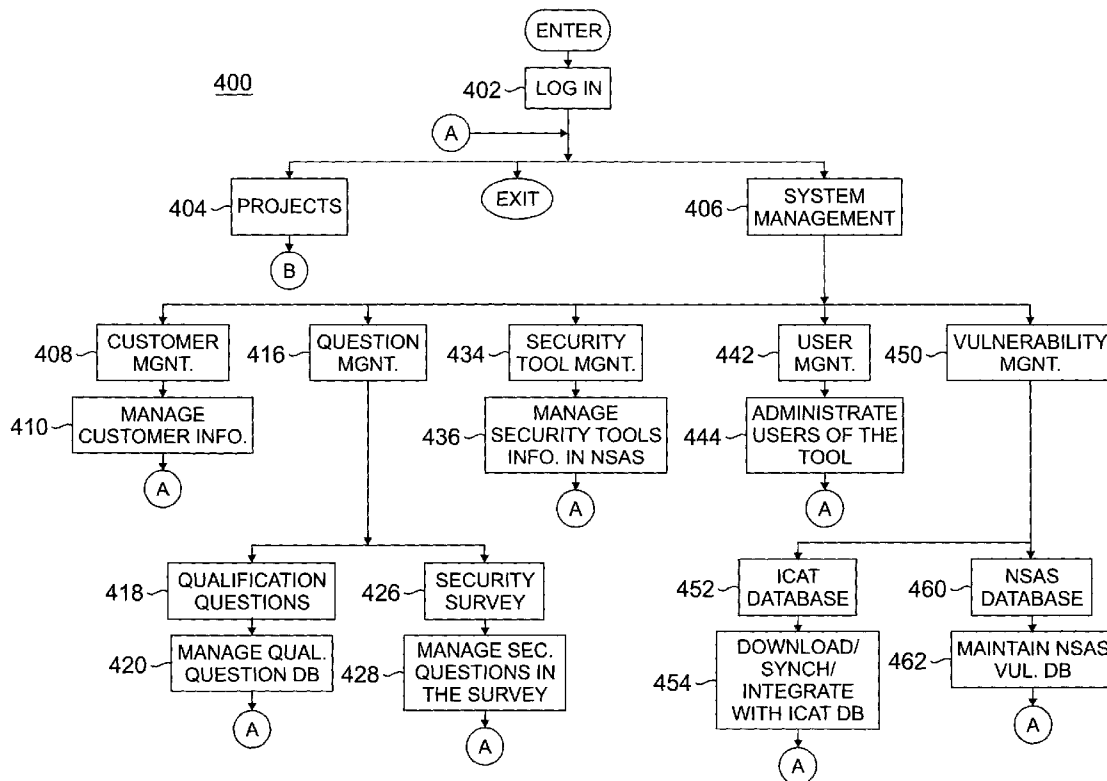 ENTER
400
402
LOG IN
A
404
PROJECTS
EXIT
406
SYSTEM
MANAGEMENT
B
408
CUSTOMER
MGNT.
416
QUESTION
MGNT.
434
SECURITY
TOOL MGNT.
442
USER
MGNT.
450
VULNERABILITY
MGNT.
410
MANAGE
CUSTOMER INFO.
436
MANAGE
SECURITY TOOLS
INFO. IN NSAS
444
ADMINISTRATE
USERS OF THE
TOOL
A
A
A
418
QUALIFICATION
QUESTIONS
426
SECURITY
SURVEY
452
ICAT
DATABASE
460
NSAS
DATABASE
420
MANAGE QUAL.
QUESTION DB
428
MANAGE SEC.
QUESTIONS IN
THE SURVEY
454
DOWNLOAD/
SYNCH/
INTEGRATE
WITH ICAT DB
462
MAINTAIN NSAS
VUL. DB
A
A
A
A